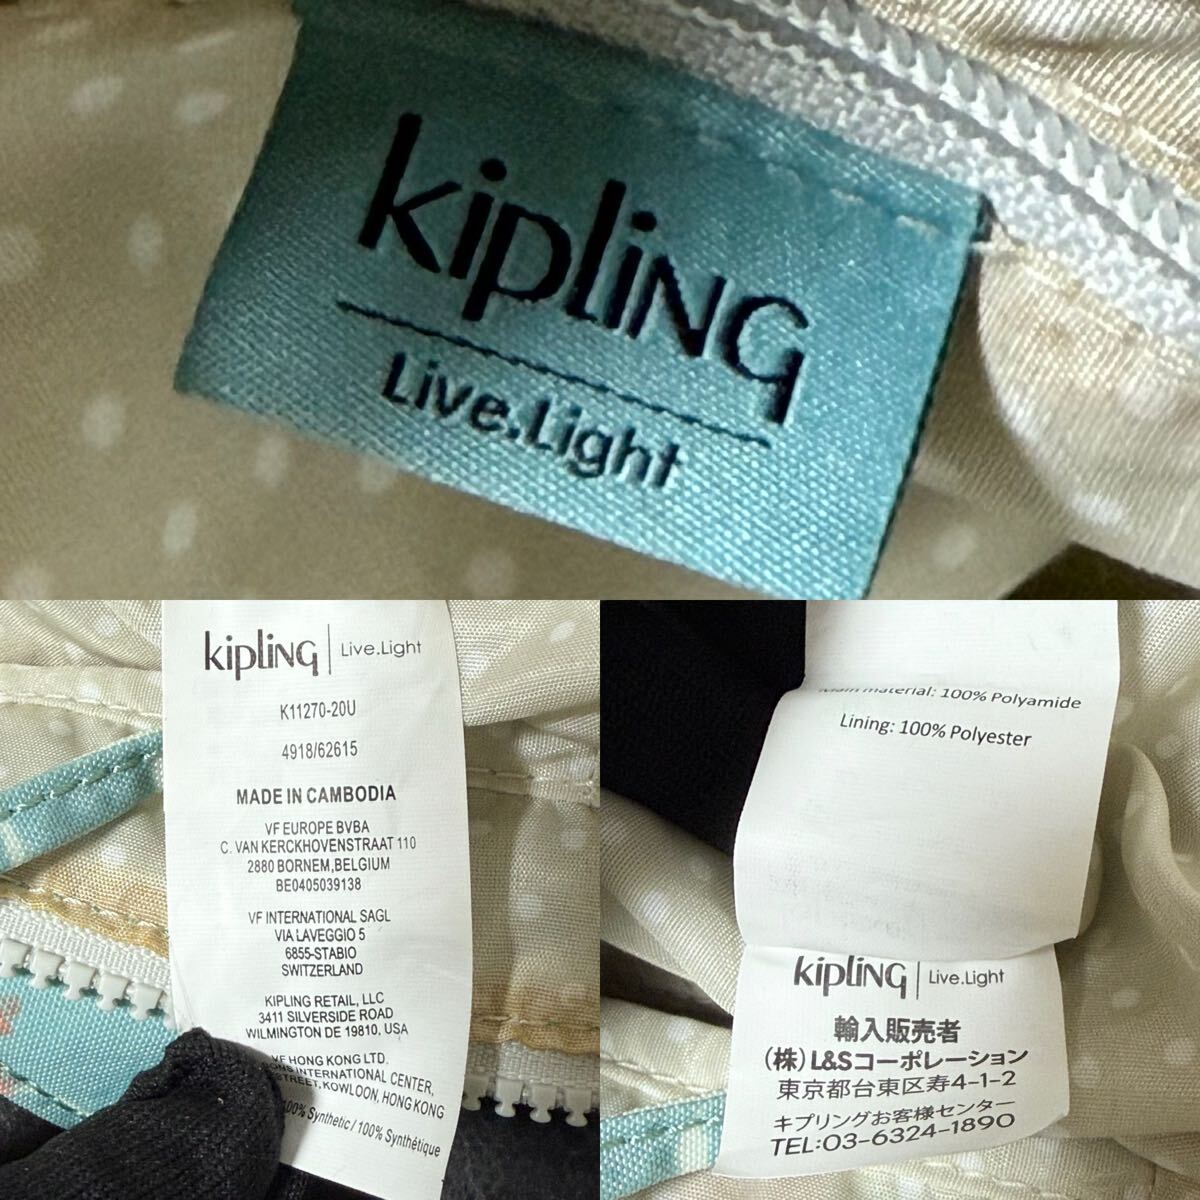 kipling
Live.Light
kipling | Live.Light
K11270-20U
4918/62615
MADE IN CAMBODIA
VF EUROPE BVBA
C. VAN KERCKHOVENSTRAAT 110
2880 BORNEM,BELGIUM
BE0405039138
VF INTERNATIONAL SAGL
VIA LAVEGGIO 5
6855-STABIO
SWITZERLAND
KIPLING RETAIL, LLC
3411 SILVERSIDE ROAD
WILMINGTON DE 19810, USA
VF HONG KONG LTD.
INTERNATIONAL CENTER,
STREET, KOWLOON, HONG KONG
100% Synthetic / 100% Synthétique
Main material: 100% Polyamide
Lining: 100% Polyester
kipling | Live.Light
輸入販売者
(株)L&Sコーポレーション
東京都台東区寿4-1-2
キプリングお客様センター
TEL:03-6324-1890